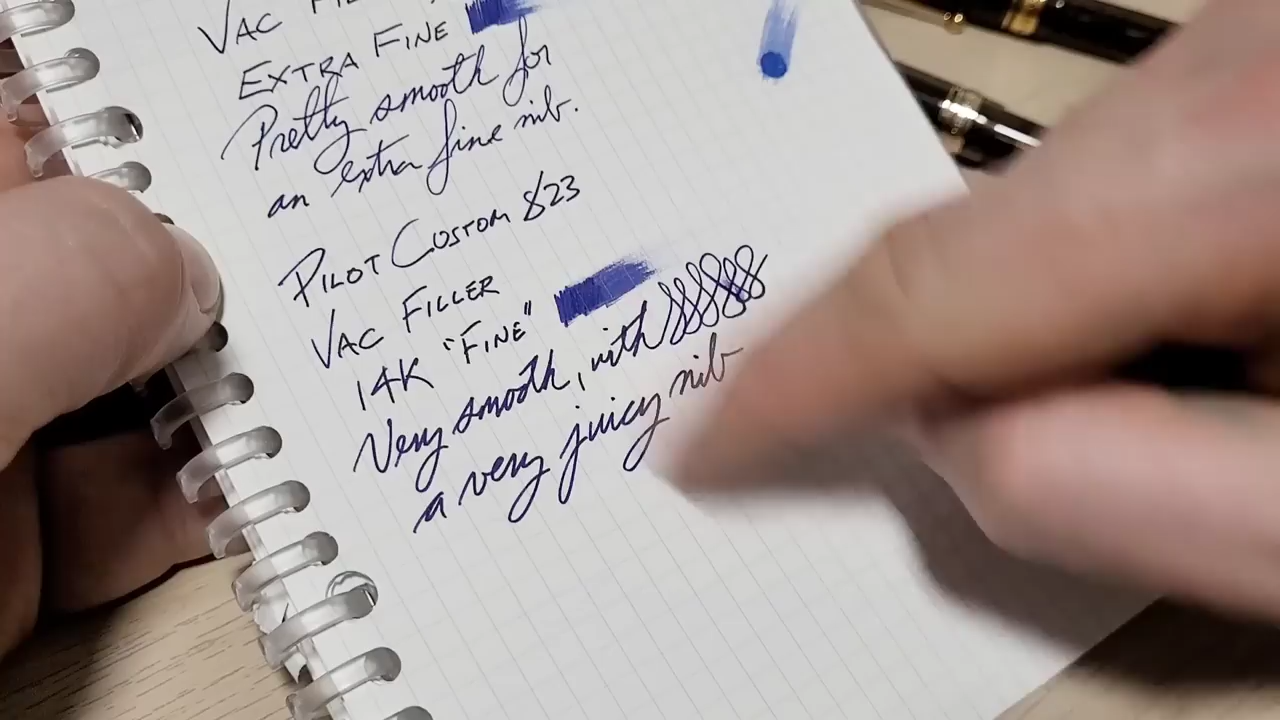 VAC
EXTRA FINE
Pretty smooth for
an extra fine nib.
PILOT CUSTOM 823
VAC FILLER
14K "FINE"
Very smooth, with
a very juicy nib